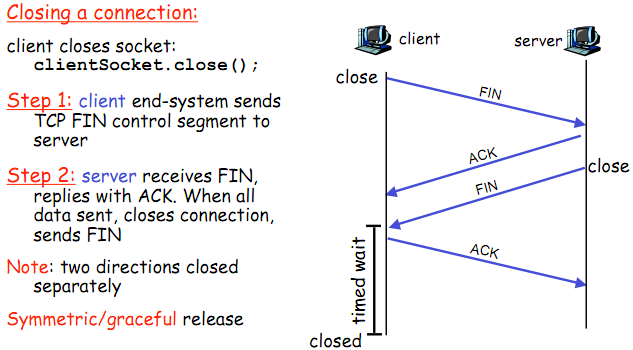 Closing a connection:
client closes socket:
clientSocket.close();
Step 1: client end-system sends
TCP FIN control segment to
server
Step 2: server receives FIN,
replies with ACK. When all
data sent, closes connection,
sends FIN
Note: two directions closed
separately
Symmetric/graceful release
client
server
close
FIN
ACK
close
FIN
ACK
timed wait
closed